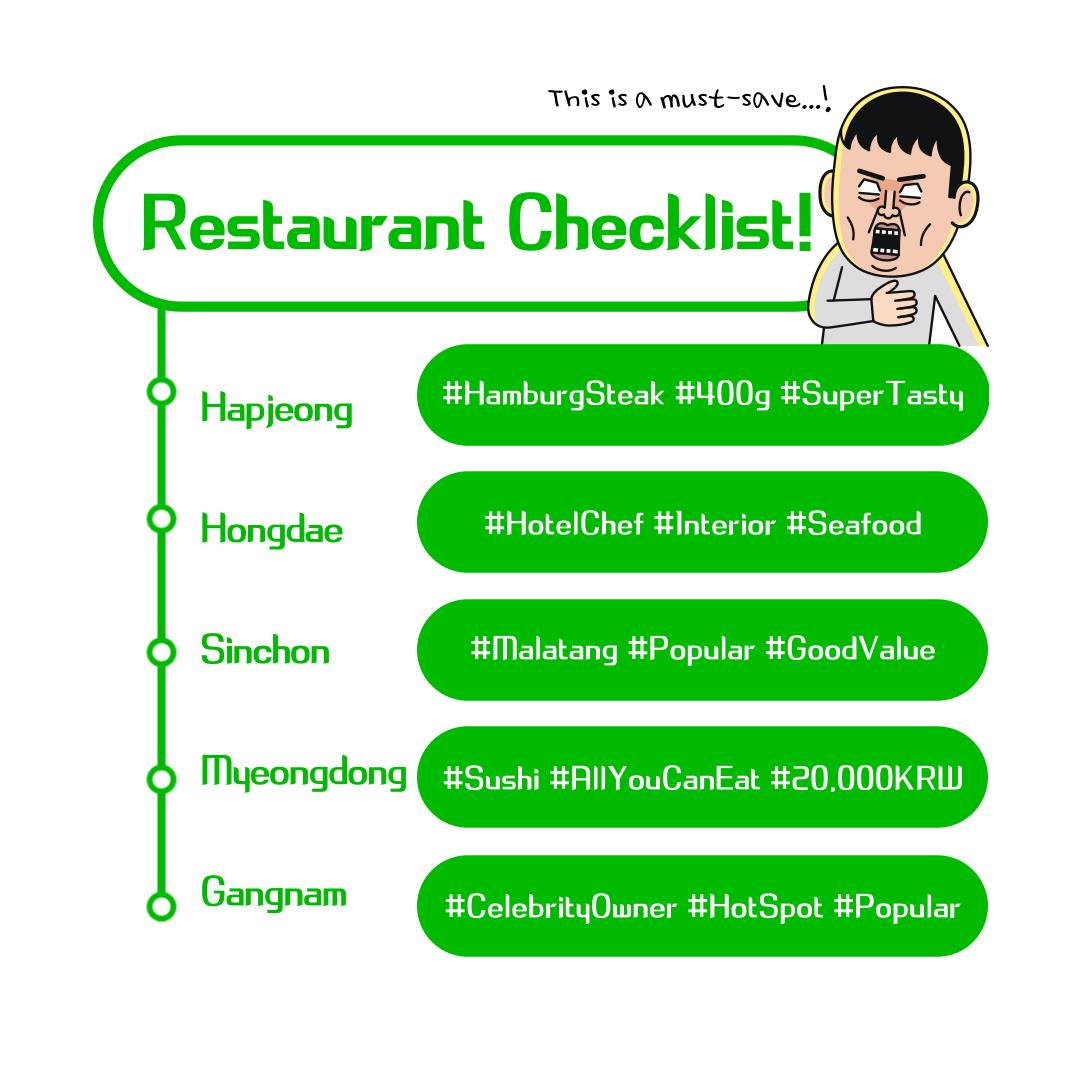 This is a must-save...!
Restaurant Checklist!
Hapjeong
#HamburgSteak #400g #SuperTasty
Hongdae
#HotelChef #Interior #Seafood
Sinchon
#Malatang #Popular #GoodValue
Myeongdong
#Sushi #AllYouCanEat #20,000KRW
Gangnam
#CelebrityOwner #HotSpot #Popular